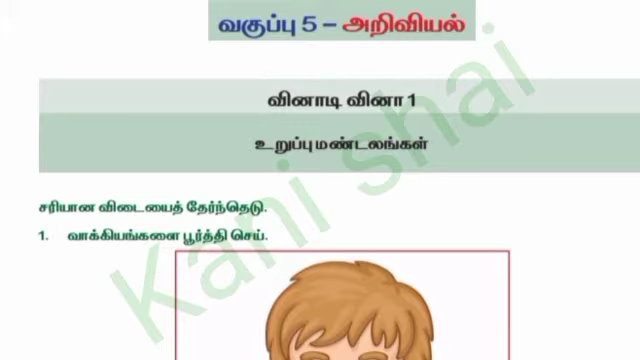 வகுப்பு 5 – அறிவியல்
வினாடி வினா 1
உறுப்பு மண்டலங்கள்
சரியான விடையைத் தேர்ந்தெடு.
1. வாக்கியங்களை பூர்த்தி செய்.
Kani shai